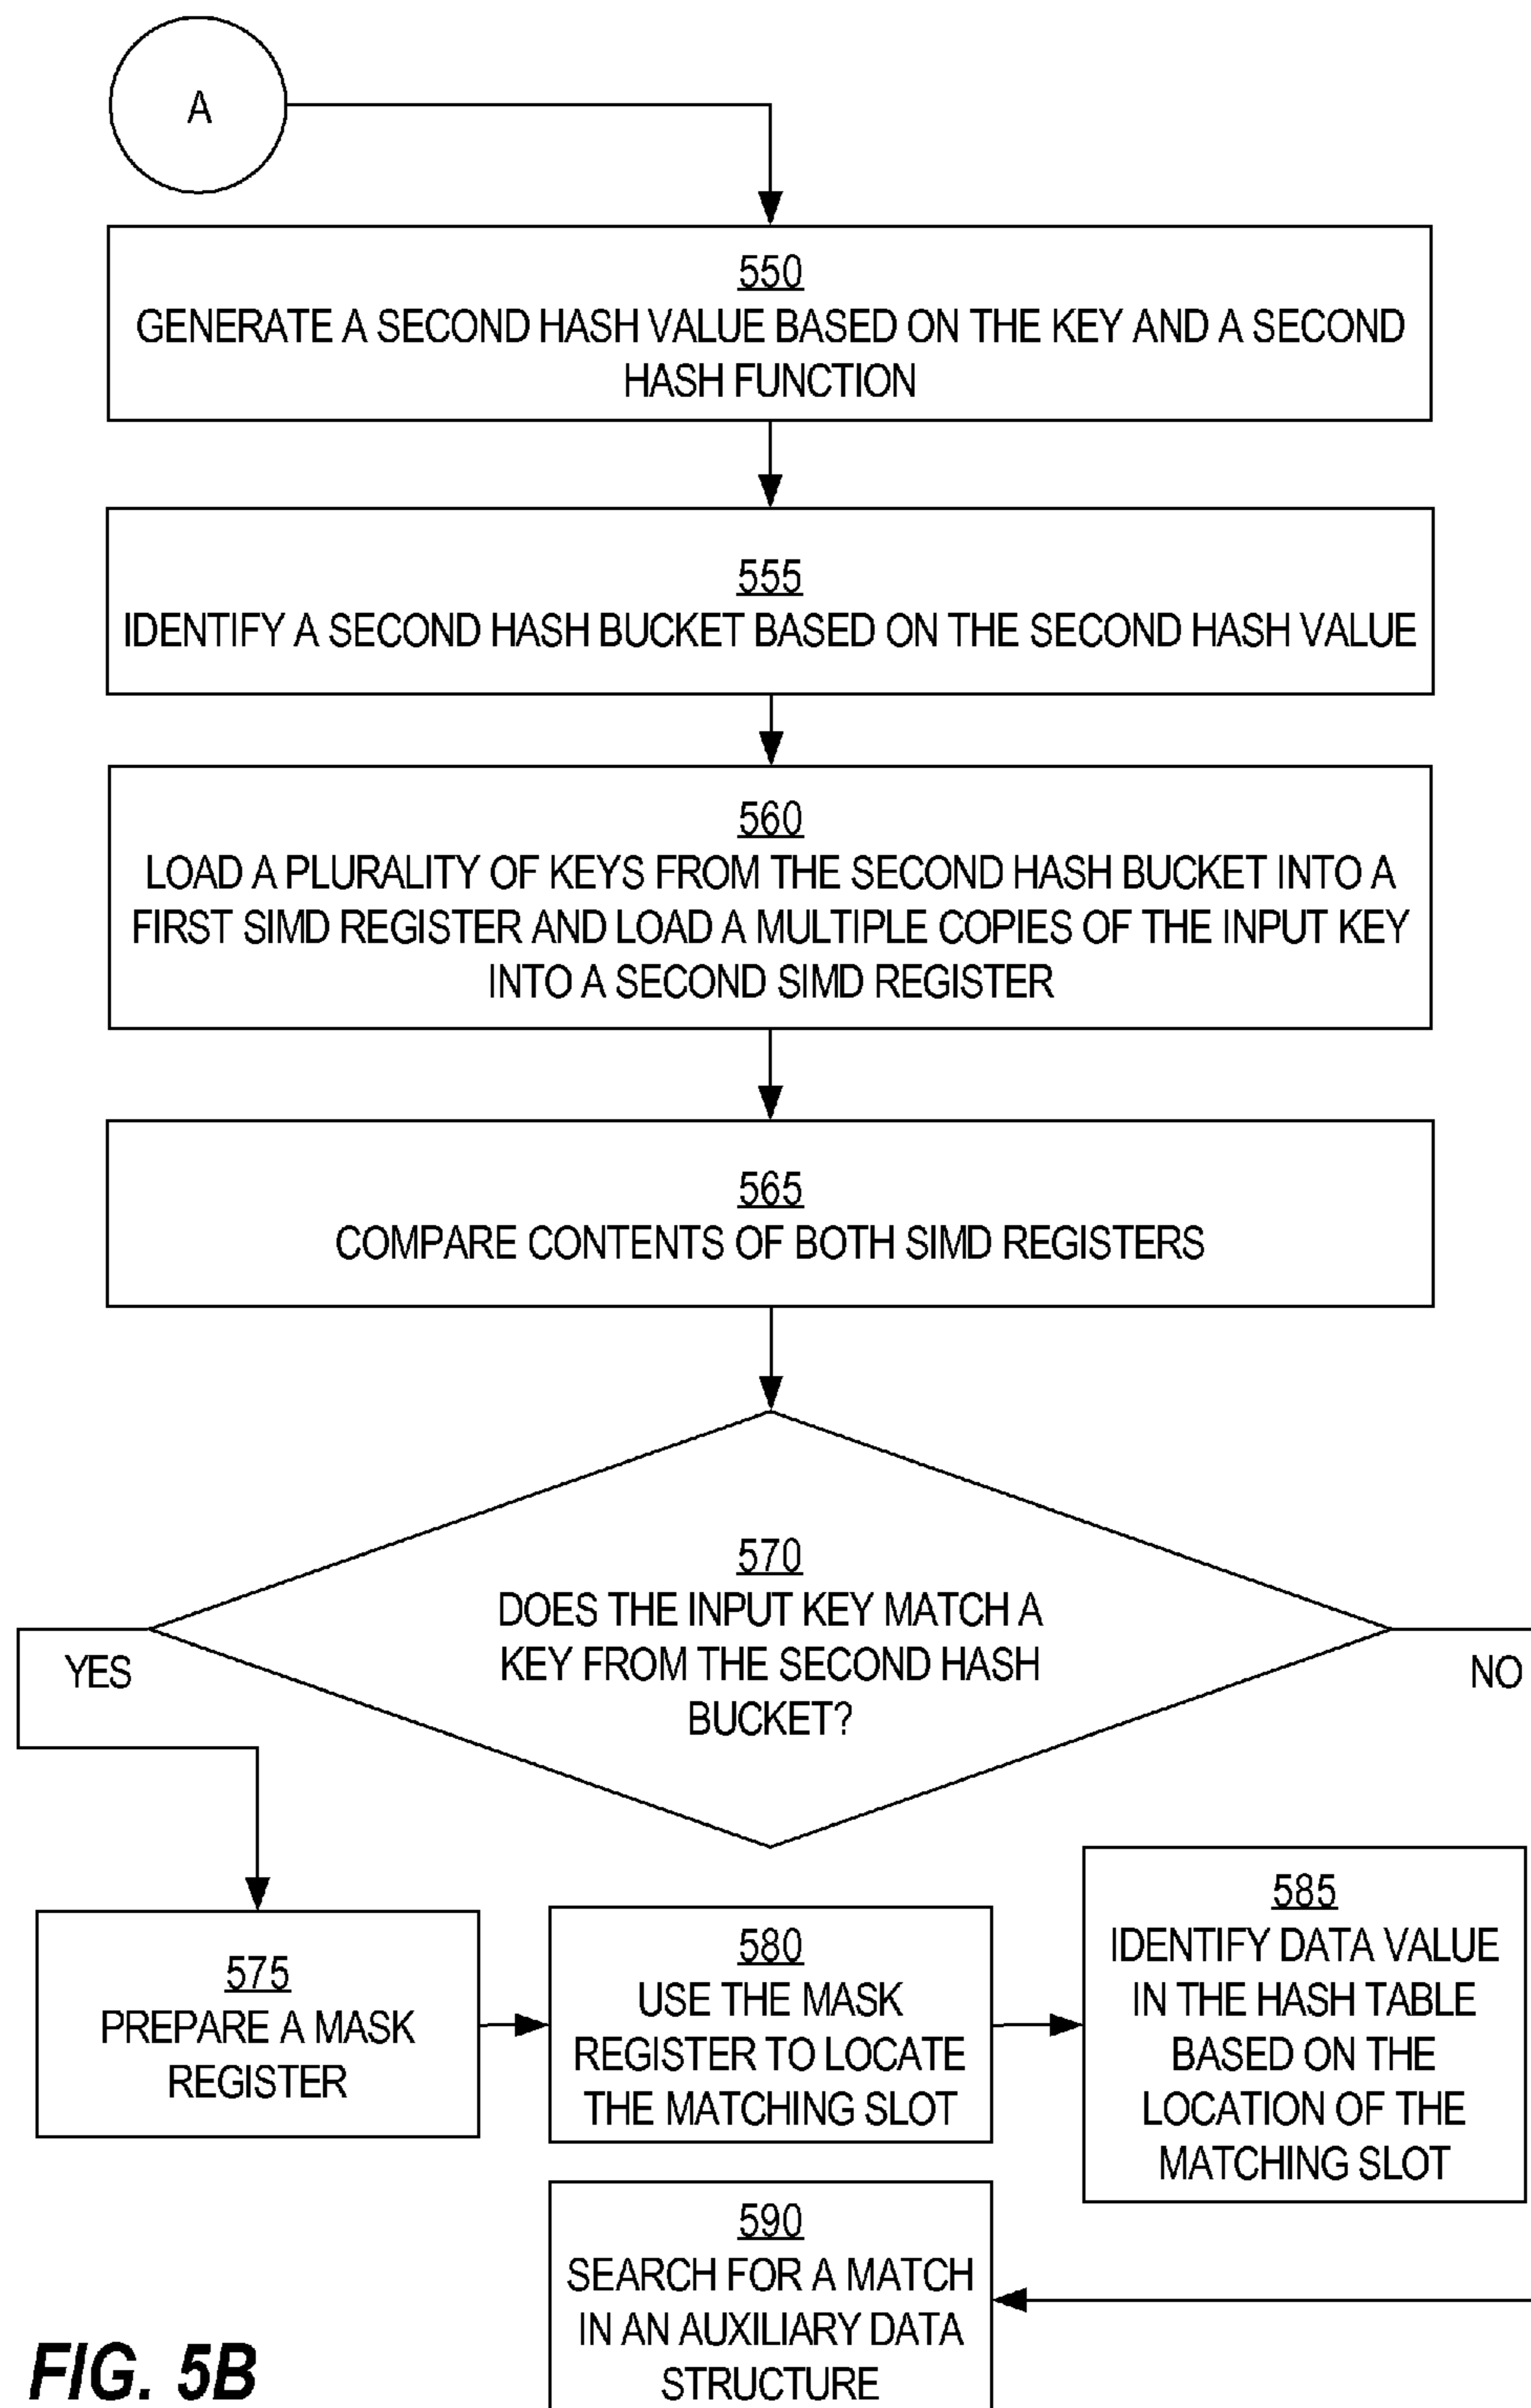 A
550
GENERATE A SECOND HASH VALUE BASED ON THE KEY AND A SECOND
HASH FUNCTION
555
IDENTIFY A SECOND HASH BUCKET BASED ON THE SECOND HASH VALUE
560
LOAD A PLURALITY OF KEYS FROM THE SECOND HASH BUCKET INTO A
FIRST SIMD REGISTER AND LOAD A MULTIPLE COPIES OF THE INPUT KEY
INTO A SECOND SIMD REGISTER
565
COMPARE CONTENTS OF BOTH SIMD REGISTERS
570
DOES THE INPUT KEY MATCH A
KEY FROM THE SECOND HASH
BUCKET?
YES
NO
575
PREPARE A MASK
REGISTER
580
USE THE MASK
REGISTER TO LOCATE
THE MATCHING SLOT
585
IDENTIFY DATA VALUE
IN THE HASH TABLE
BASED ON THE
LOCATION OF THE
MATCHING SLOT
590
SEARCH FOR A MATCH
IN AN AUXILIARY DATA
STRUCTURE
FIG. 5B